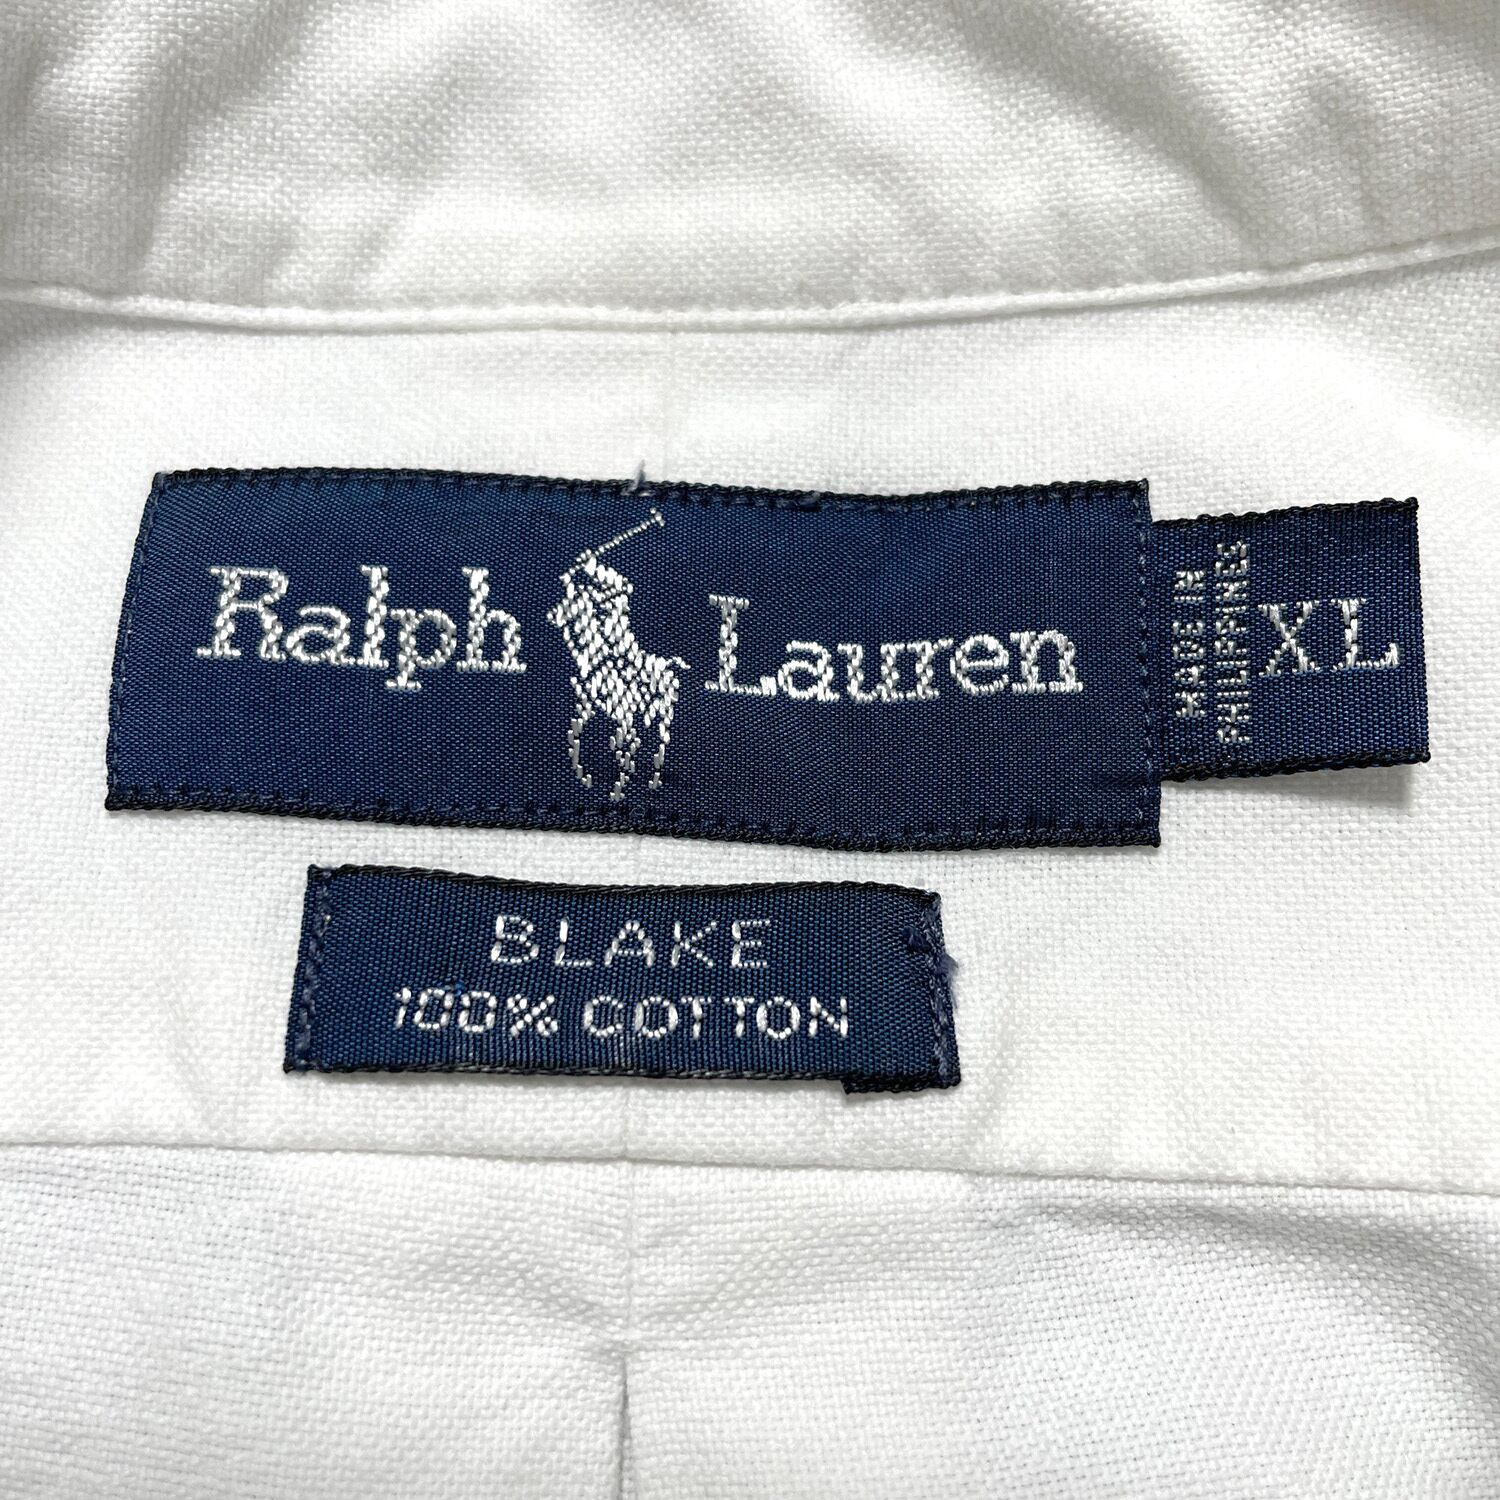 Ralph Lauren
MADE IN
PHILIPPINES
XL
BLAKE
100% COTTON